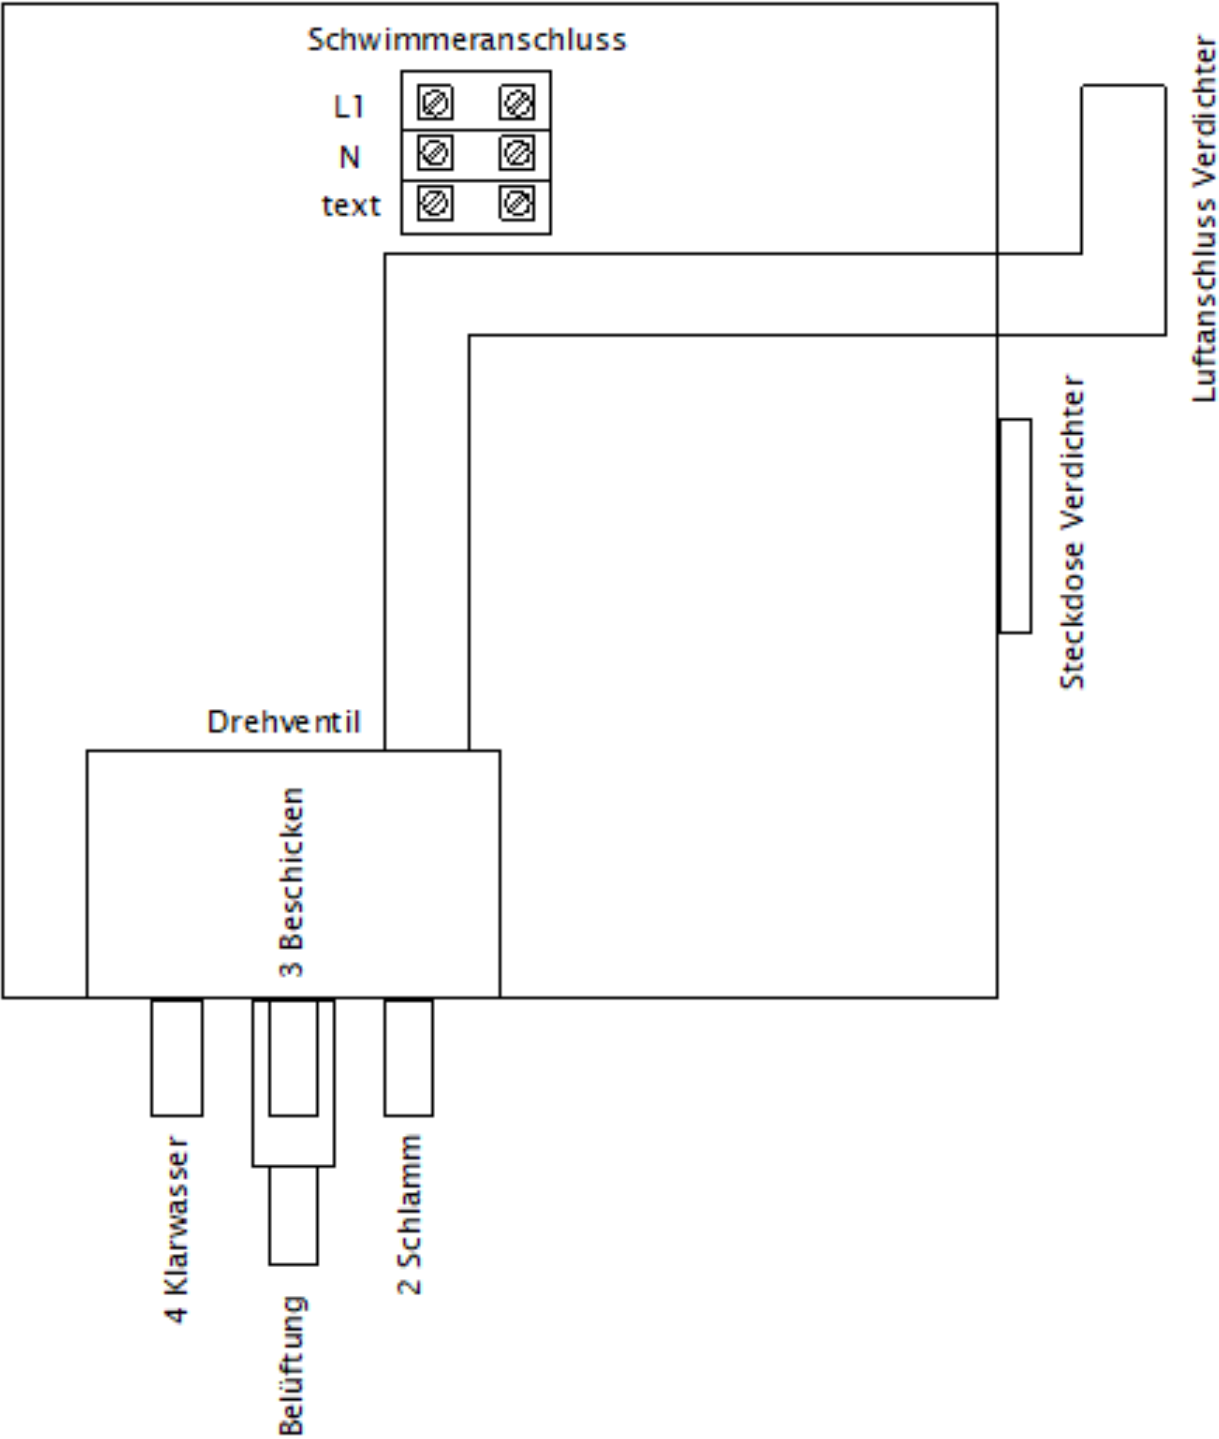 Schwimmeranschluss
L1
N
text
Luftanschluss Verdichter
Steckdose Verdichter
Drehventil
3 Beschicken
4 Klarwasser
Belüftung
2 Schlamm